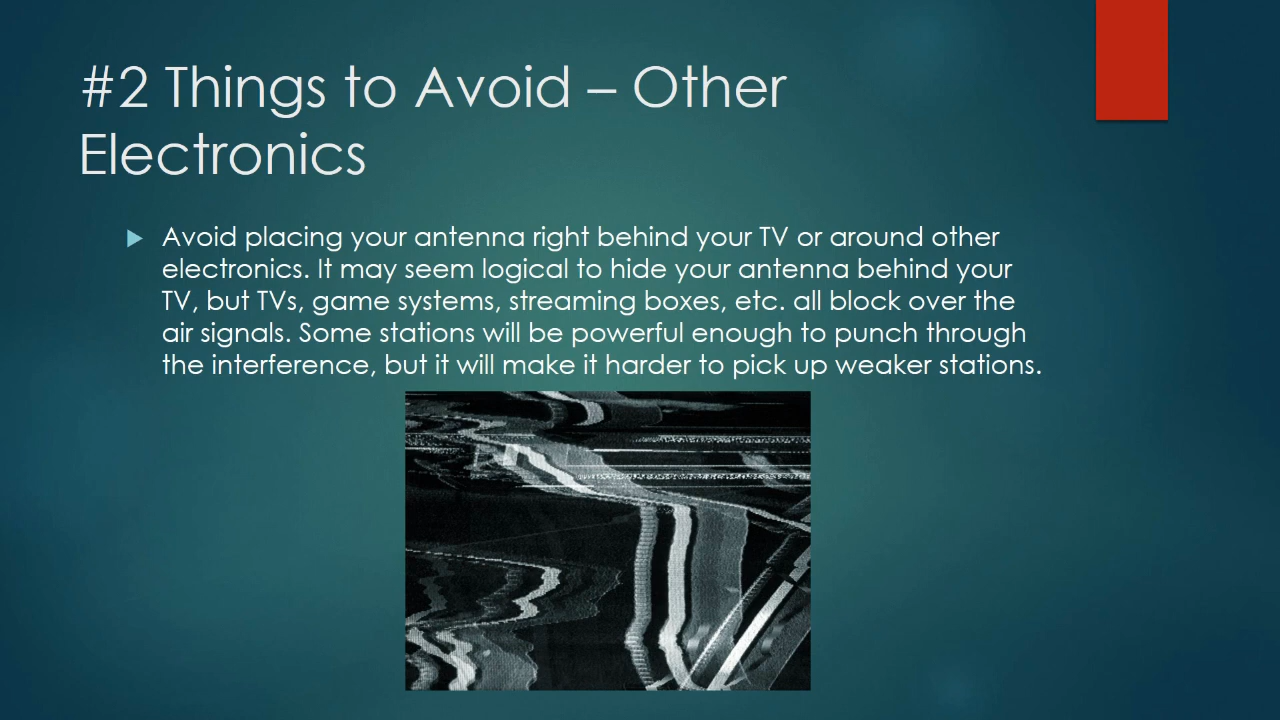 #2 Things to Avoid – Other
Electronics
Avoid placing your antenna right behind your TV or around other
electronics. It may seem logical to hide your antenna behind your
TV, but TVs, game systems, streaming boxes, etc. all block over the
air signals. Some stations will be powerful enough to punch through
the interference, but it will make it harder to pick up weaker stations.